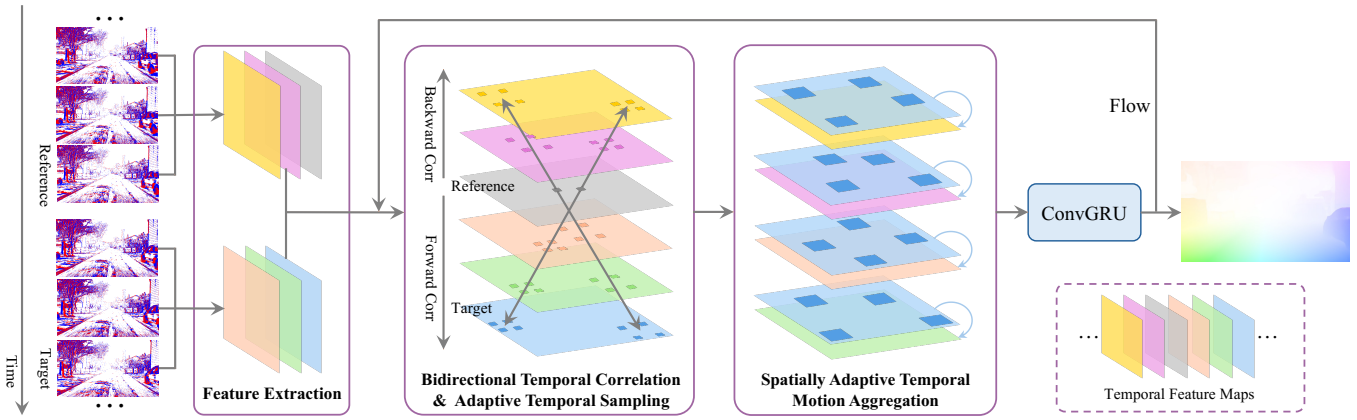 • • •
Reference
Target
Time
• • •
Feature Extraction
Backward Corr
Reference
Forward Corr
Target
Bidirectional Temporal Correlation
& Adaptive Temporal Sampling
Spatially Adaptive Temporal
Motion Aggregation
Flow
ConvGRU
• • •
• • •
Temporal Feature Maps